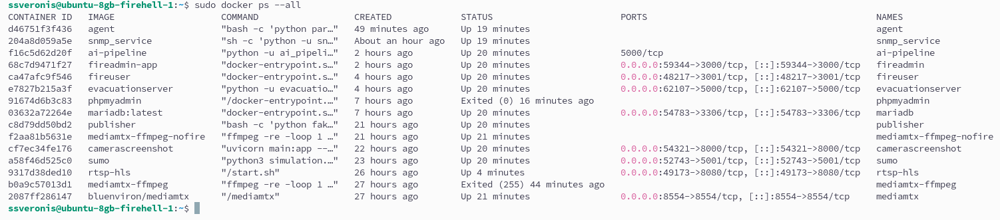 ssveronis@ubuntu-8gb-firehell-1:~$ sudo docker ps --all
CONTAINER ID   IMAGE                     COMMAND                  CREATED             STATUS                       PORTS                                           NAMES
d46751f3f436   agent                     "bash -c 'python par…"   49 minutes ago      Up 19 minutes                                                                agent
204a8d059a5e   snmp_service              "sh -c 'python -u sn…"   About an hour ago   Up 19 minutes                                                                snmp_service
f16c5d62d20f   ai-pipeline               "python -u ai_pipeli…"   2 hours ago         Up 20 minutes                5000/tcp                                        ai-pipeline
68c7d9471f27   fireadmin-app             "docker-entrypoint.s…"   2 hours ago         Up 20 minutes                0.0.0.0:59344->3000/tcp, [::]:59344->3000/tcp   fireadmin
ca47afc9f546   fireuser                  "docker-entrypoint.s…"   4 hours ago         Up 20 minutes                0.0.0.0:48217->3001/tcp, [::]:48217->3001/tcp   fireuser
e7827b215a3f   evacuationserver          "python -u evacuatio…"   4 hours ago         Up 20 minutes                0.0.0.0:62107->5000/tcp, [::]:62107->5000/tcp   evacuationserver
91674d6b3c83   phpmyadmin                "/docker-entrypoint.…"   7 hours ago         Exited (0) 16 minutes ago                                                    phpmyadmin
03632a72264e   mariadb:latest            "docker-entrypoint.s…"   7 hours ago         Up 20 minutes                0.0.0.0:54783->3306/tcp, [::]:54783->3306/tcp   mariadb
c8d79dd50bd2   publisher                 "bash -c 'python fak…"   21 hours ago        Up 20 minutes                                                                publisher
f2aa81b5631e   mediamtx-ffmpeg-nofire    "ffmpeg -re -loop 1 …"   21 hours ago        Up 21 minutes                                                                mediamtx-ffmpeg-nofire
cf7ec34fe176   camerascreenshot          "uvicorn main:app --…"   22 hours ago        Up 20 minutes                0.0.0.0:54321->8000/tcp, [::]:54321->8000/tcp   camerascreenshot
a58f46d525c0   sumo                      "python3 simulation.…"   23 hours ago        Up 20 minutes                0.0.0.0:52743->5001/tcp, [::]:52743->5001/tcp   sumo
9317d38ded10   rtsp-hls                  "/start.sh"              26 hours ago        Up 4 minutes                 0.0.0.0:49173->8080/tcp, [::]:49173->8080/tcp   rtsp-hls
b0a9c57013d1   mediamtx-ffmpeg           "ffmpeg -re -loop 1 …"   27 hours ago        Exited (255) 44 minutes ago                                                  mediamtx-ffmpeg
2087ff286147   bluenviron/mediamtx       "/mediamtx"              27 hours ago        Up 21 minutes                0.0.0.0:8554->8554/tcp, [::]:8554->8554/tcp     mediamtx
ssveronis@ubuntu-8gb-firehell-1:~$